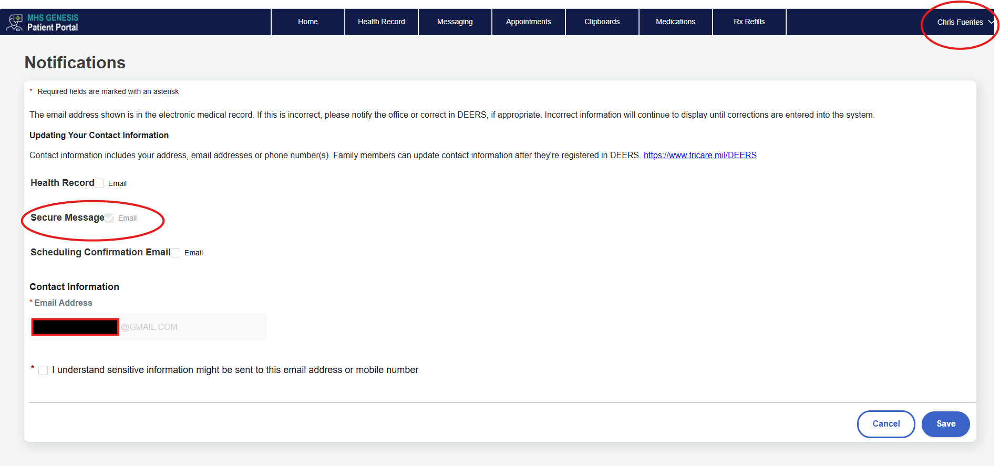 MHS GENESIS
Patient Portal
Home
Health Record
Messaging
Appointments
Clipboards
Medications
Rx Refills
Chris Fuentes
Notifications
* Required fields are marked with an asterisk
The email address shown is in the electronic medical record. If this is incorrect, please notify the office or correct in DEERS, if appropriate. Incorrect information will continue to display until corrections are entered into the system.
Updating Your Contact Information
Contact information includes your address, email addresses or phone number(s). Family members can update contact information after they're registered in DEERS. https://www.tricare.mil/DEERS
Health Record Email
Secure Message Email
Scheduling Confirmation Email Email
Contact Information
* Email Address
@GMAIL.COM
* I understand sensitive information might be sent to this email address or mobile number
Cancel
Save